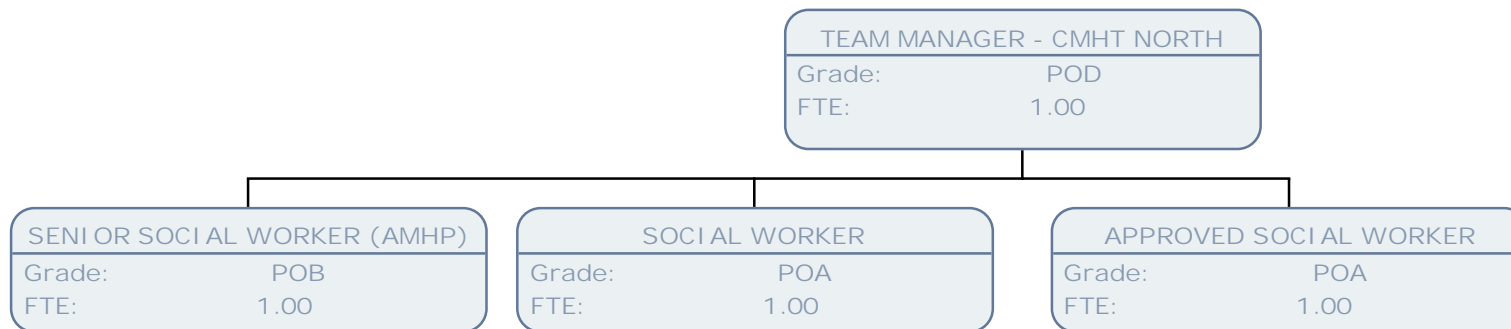 TEAM MANAGER - CMHT NORTH
Grade: POD
FTE: 1.00
SENIOR SOCIAL WORKER (AMHP)
Grade: POB
FTE: 1.00
SOCIAL WORKER
Grade: POA
FTE: 1.00
APPROVED SOCIAL WORKER
Grade: POA
FTE: 1.00